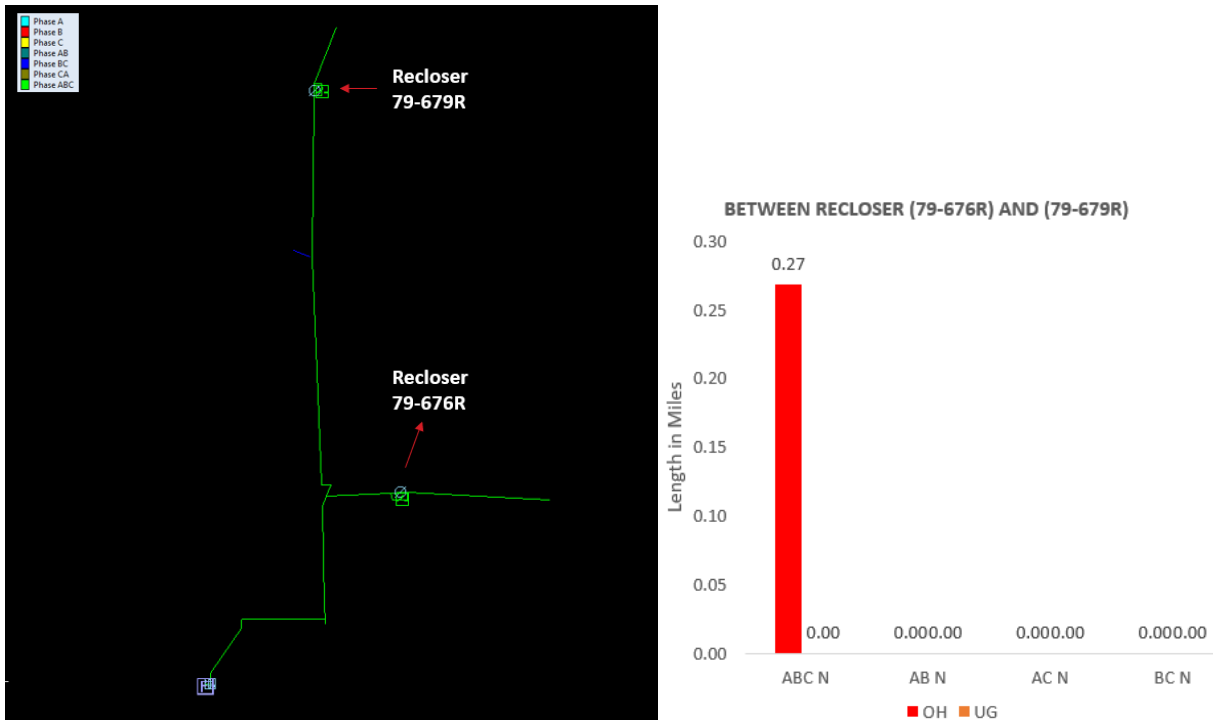 Phase A
Phase B
Phase C
Phase AB
Phase BC
Phase CA
Phase ABC
Recloser
79-679R
Recloser
79-676R
BETWEEN RECLOSER (79-676R) AND (79-679R)
Length in Miles
0.30
0.25
0.20
0.15
0.10
0.05
0.00
0.27
0.00
0.000.00
0.000.00
0.000.00
ABC N
AB N
AC N
BC N
OH
UG